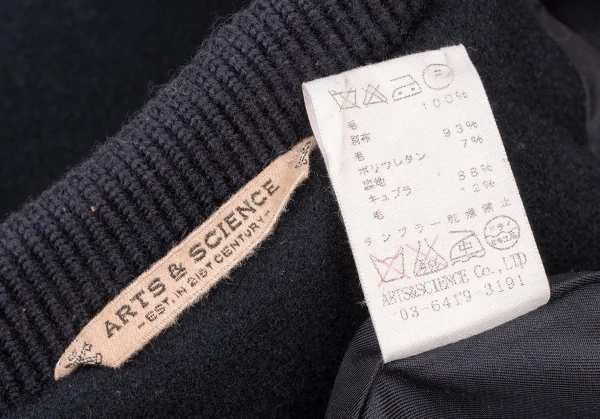 ARTS & SCIENCE
- EST. IN 21ST CENTURY -
毛 100%
別布
毛 93%
ポリウレタン 7%
裏地
キュプラ 88%
毛 12%
タンブラー乾燥禁止
ARTS&SCIENCE Co., LTD
03-6419-3191